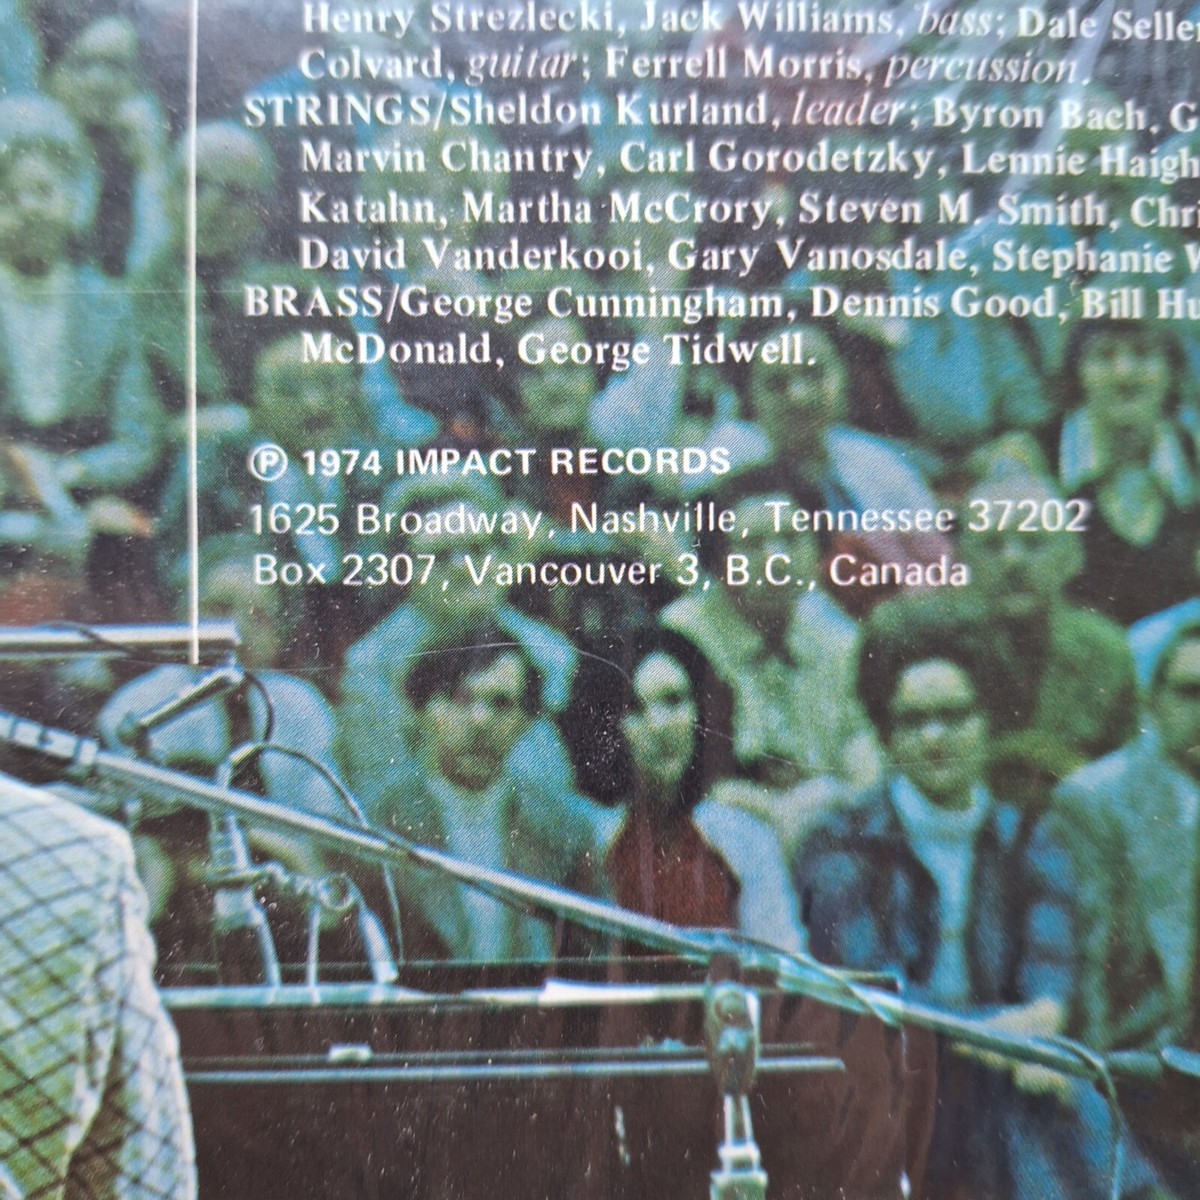 Henry Strezlecki, Jack Williams, bass; Dale
Colvard, guitar; Ferrell Morris, percussion.
STRINGS/Sheldon Kurland, leader; Byron Bach,
Marvin Chantry, Carl Gorodetzky, Lennie Haigh
Katahn, Martha McCrory, Steven M. Smith,
David Vanderkooi, Gary Vanosdale, Stephanie
BRASS/George Cunningham, Dennis Good, Bill
McDonald, George Tidwell.
Ⓟ 1974 IMPACT RECORDS
1625 Broadway, Nashville, Tennessee 37202
Box 2307, Vancouver 3, B.C., Canada